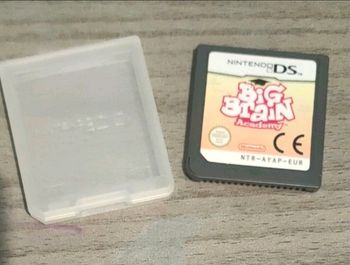 NINTENDO DS
BIG
BRAIN
Academy
CE
Nintendo
NTR-AYAP-EUR